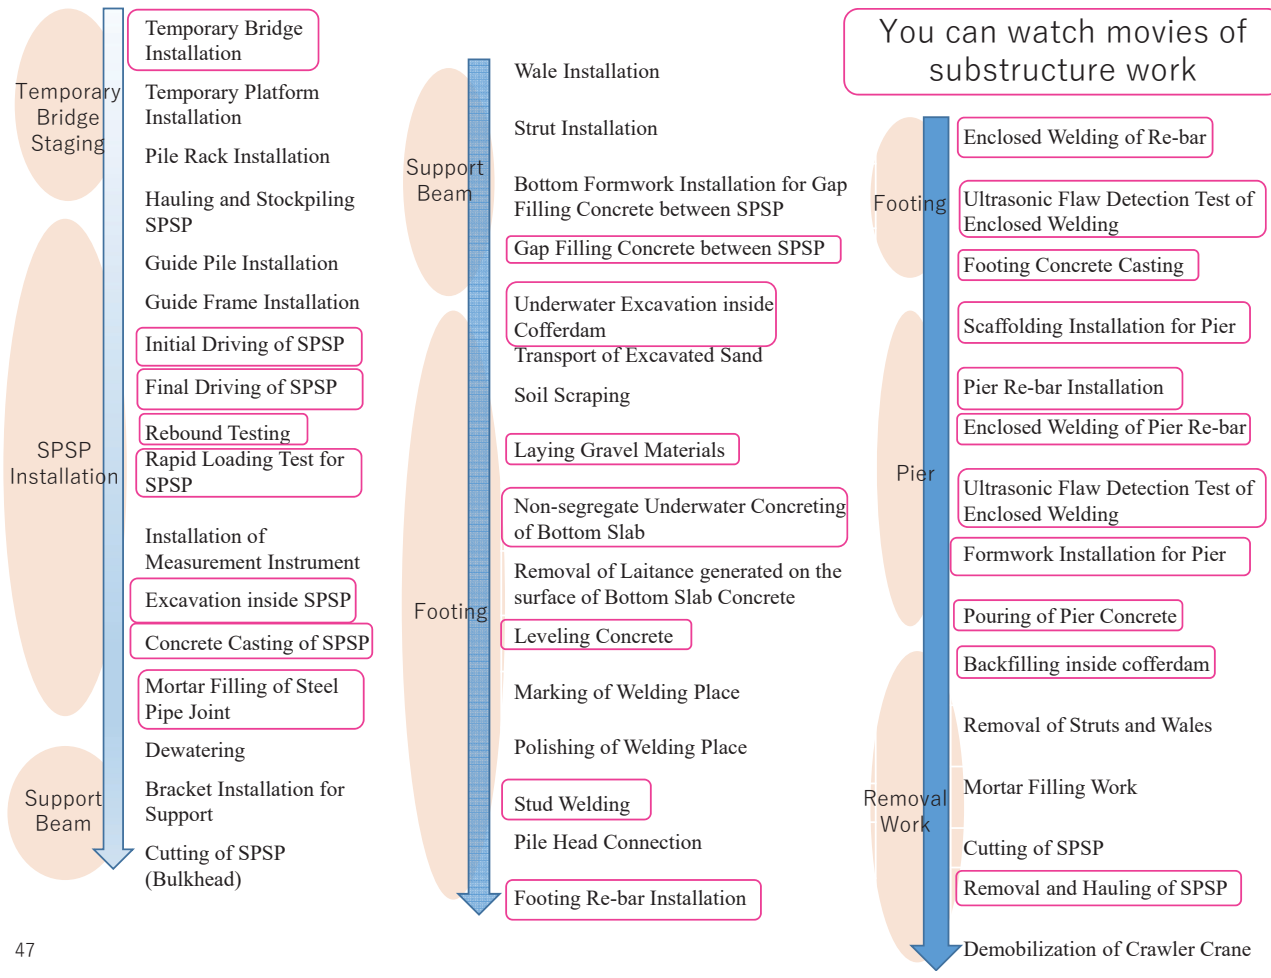 Temporary
Bridge
Staging
Temporary Bridge
Installation
Temporary Platform
Installation
Pile Rack Installation
Hauling and Stockpiling
SPSP
SPSP
Installation
Guide Pile Installation
Guide Frame Installation
Initial Driving of SPSP
Final Driving of SPSP
Rebound Testing
Rapid Loading Test for
SPSP
Installation of
Measurement Instrument
Excavation inside SPSP
Concrete Casting of SPSP
Mortar Filling of Steel
Pipe Joint
Support
Beam
Dewatering
Bracket Installation for
Support
Cutting of SPSP
(Bulkhead)
Support
Beam
Wale Installation
Strut Installation
Bottom Formwork Installation for Gap
Filling Concrete between SPSP
Gap Filling Concrete between SPSP
Footing
Underwater Excavation inside
Cofferdam
Transport of Excavated Sand
Soil Scraping
Laying Gravel Materials
Non-segregate Underwater Concreting
of Bottom Slab
Removal of Laitance generated on the
surface of Bottom Slab Concrete
Leveling Concrete
Marking of Welding Place
Polishing of Welding Place
Stud Welding
Pile Head Connection
Footing Re-bar Installation
You can watch movies of
substructure work
Footing
Enclosed Welding of Re-bar
Ultrasonic Flaw Detection Test of
Enclosed Welding
Footing Concrete Casting
Pier
Scaffolding Installation for Pier
Pier Re-bar Installation
Enclosed Welding of Pier Re-bar
Ultrasonic Flaw Detection Test of
Enclosed Welding
Formwork Installation for Pier
Pouring of Pier Concrete
Removal
Work
Backfilling inside cofferdam
Removal of Struts and Wales
Mortar Filling Work
Cutting of SPSP
Removal and Hauling of SPSP
Demobilization of Crawler Crane
47